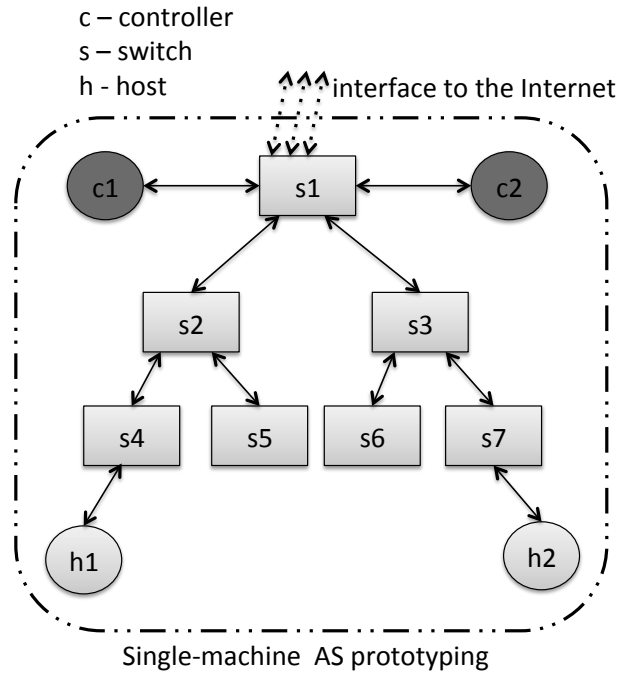 c – controller
s – switch
h - host
interface to the Internet
c1
s1
c2
s2
s3
s4
s5
s6
s7
h1
h2
Single-machine AS prototyping